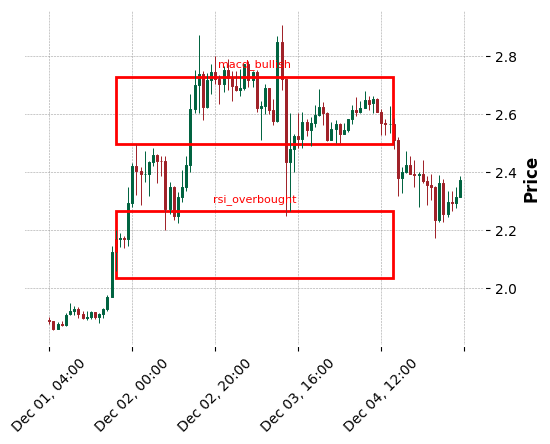 macd_bullish
rsi_overbought
2.8
2.6
2.4
2.2
2.0
Price
Dec 01, 04:00
Dec 02, 00:00
Dec 02, 20:00
Dec 03, 16:00
Dec 04, 12:00